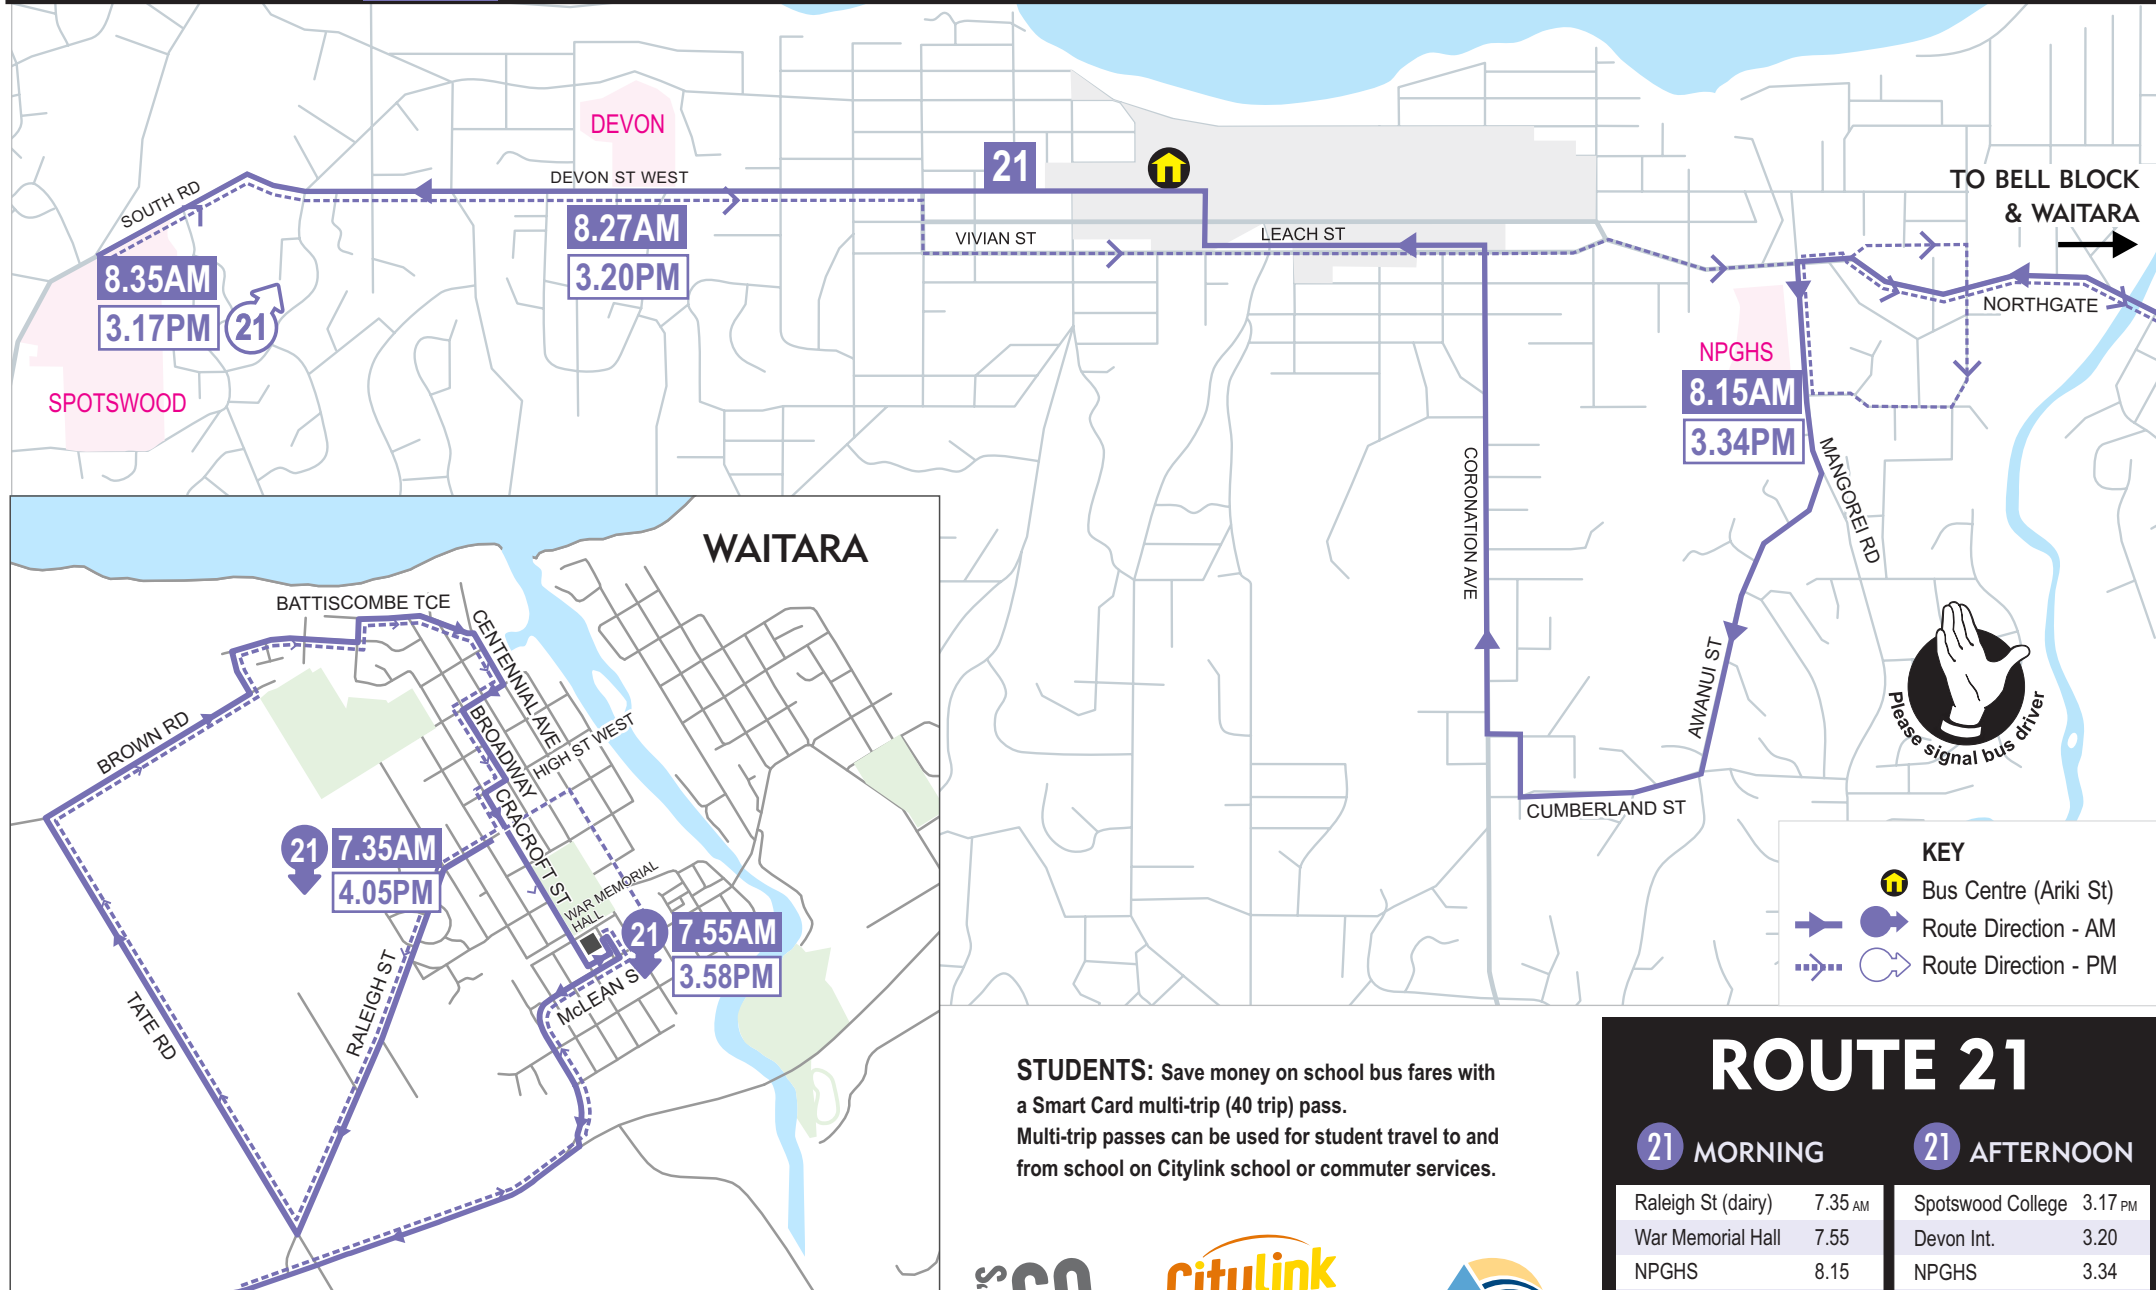 DEVON
21
TO BELL BLOCK
& WAITARA
SOUTH RD
DEVON ST WEST
8.27AM
3.20PM
VIVIAN ST
LEACH ST
8.35AM
3.17PM
21
NORTHGATE
NPGHS
8.15AM
3.34PM
SPOTSWOOD
MANGOREI RD
CORONATION AVE
AWANUI ST
CUMBERLAND ST
Please signal bus driver
WAITARA
BATTISCOMBE TCE
CENTENNIAL AVE
BROWN RD
BROADWAY
HIGH ST WEST
CRACROFT ST
21
7.35AM
4.05PM
WAR MEMORIAL
HALL
21
7.55AM
3.58PM
McLEAN S
RALEIGH ST
TATE RD
KEY
Bus Centre (Ariki St)
Route Direction - AM
Route Direction - PM
STUDENTS: Save money on school bus fares with
a Smart Card multi-trip (40 trip) pass.
Multi-trip passes can be used for student travel to and
from school on Citylink school or commuter services.
citylink
ROUTE 21
21 MORNING
Raleigh St (dairy) 7.35 AM
War Memorial Hall 7.55
NPGHS 8.15
21 AFTERNOON
Spotswood College 3.17 PM
Devon Int. 3.20
NPGHS 3.34